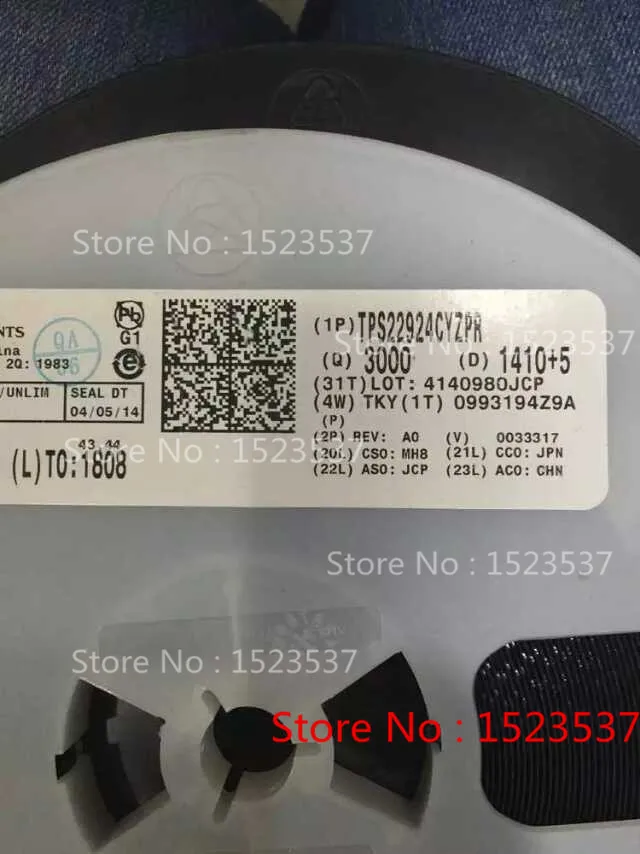 Store No : 1523537
NTS
ina
2Q: 1983
QA
06
Pb
G1
e
/UNLIM
SEAL DT
04/05/14
(1P) TPS22924CYZPR
(Q) 3000 (D) 1410+5
(31T)LOT: 4140980JCP
(4W) TKY(1T) 0993194Z9A
(P)
(2P) REV: A0 (V) 0033317
(20L) CSO: MH8 (21L) CCO: JPN
(22L) ASO: JCP (23L) ACO: CHN
43 44
(L)TO:1808
Store No : 1523537
Store No : 1523537
Store No : 1523537
Store No : 1523537
Store No : 1523537